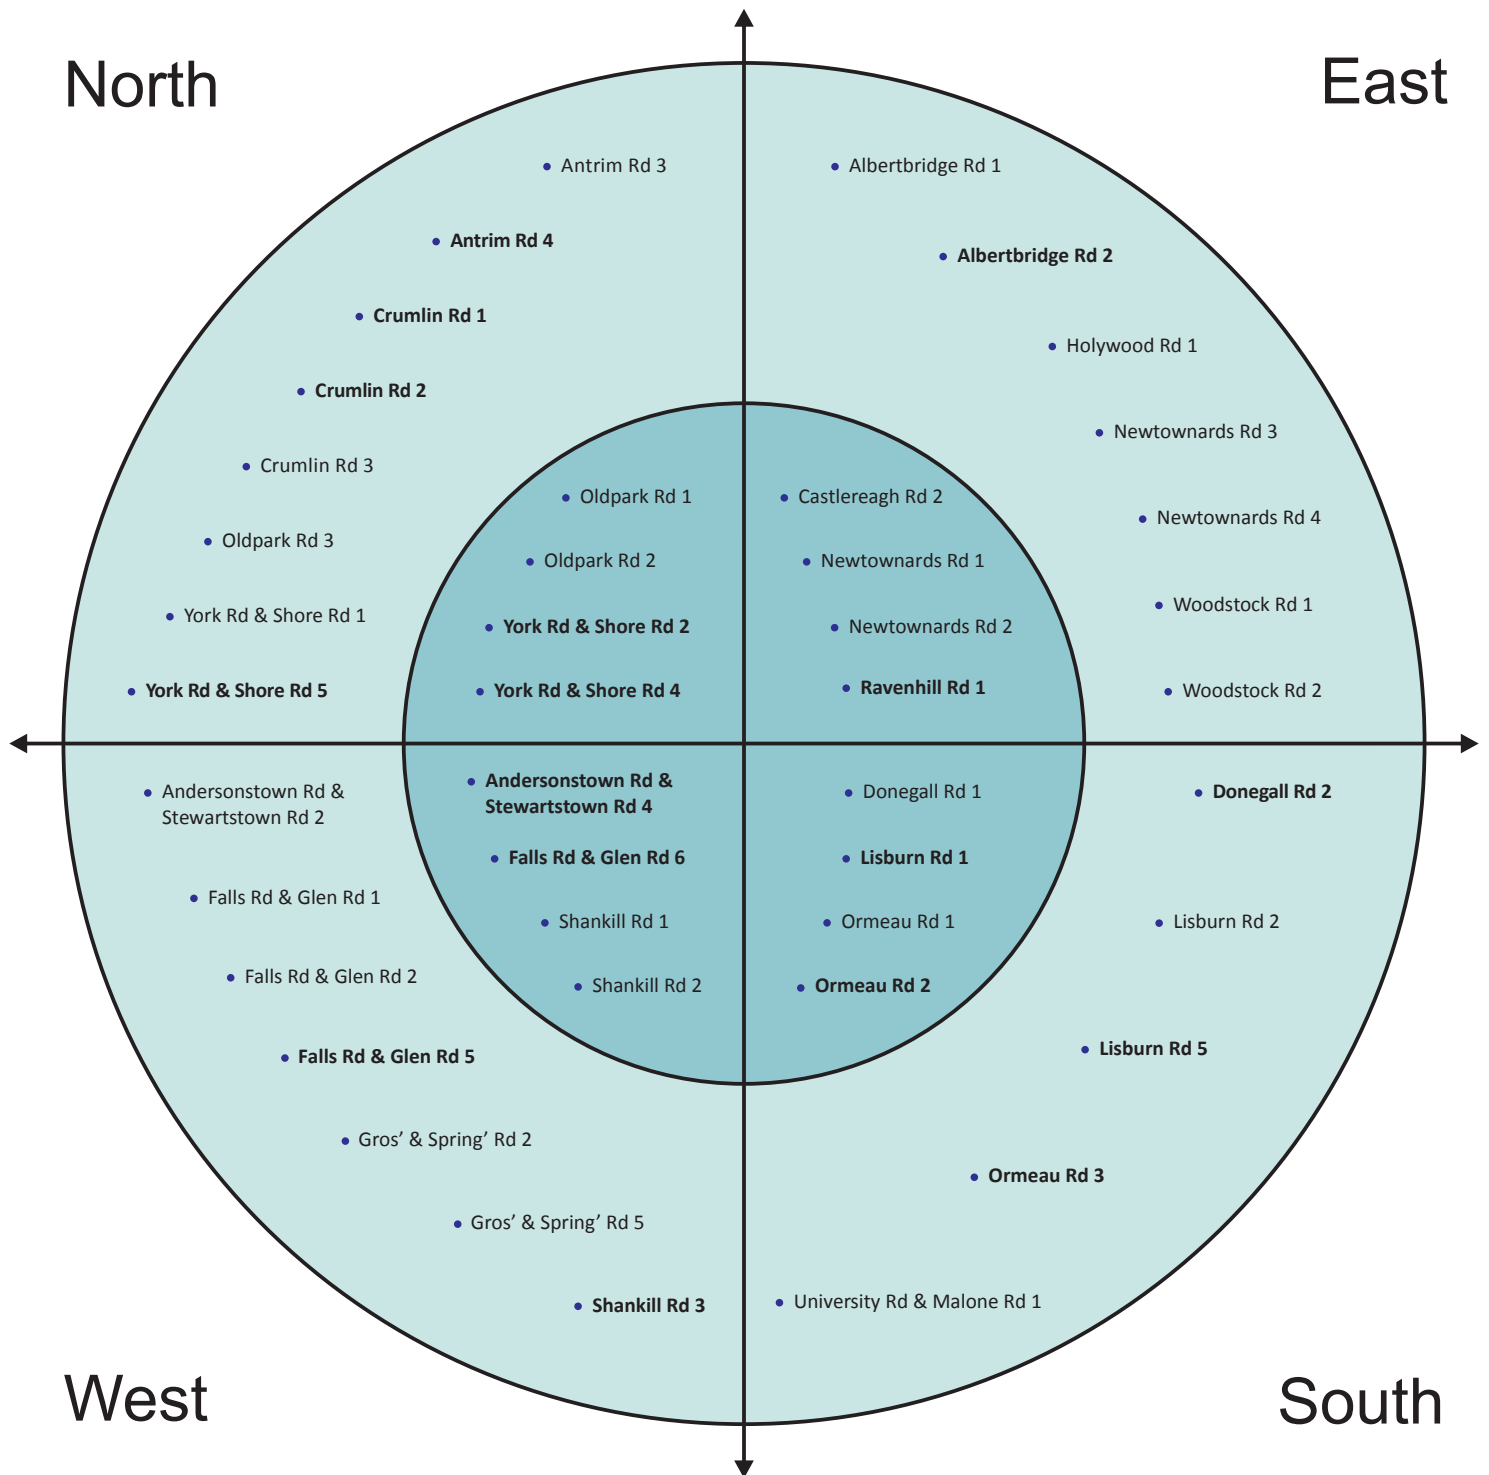 North
East
Antrim Rd 3
Antrim Rd 4
Crumlin Rd 1
Crumlin Rd 2
Crumlin Rd 3
Oldpark Rd 3
York Rd & Shore Rd 1
York Rd & Shore Rd 5
Oldpark Rd 1
Oldpark Rd 2
York Rd & Shore Rd 2
York Rd & Shore Rd 4
Albertbridge Rd 1
Albertbridge Rd 2
Holywood Rd 1
Newtownards Rd 3
Newtownards Rd 4
Woodstock Rd 1
Woodstock Rd 2
Castlereagh Rd 2
Newtownards Rd 1
Newtownards Rd 2
Ravenhill Rd 1
Andersonstown Rd &
Stewartstown Rd 2
Falls Rd & Glen Rd 1
Falls Rd & Glen Rd 2
Falls Rd & Glen Rd 5
Gros’ & Spring’ Rd 2
Gros’ & Spring’ Rd 5
Shankill Rd 3
Andersonstown Rd &
Stewartstown Rd 4
Falls Rd & Glen Rd 6
Shankill Rd 1
Shankill Rd 2
Donegall Rd 1
Lisburn Rd 1
Ormeau Rd 1
Ormeau Rd 2
Donegall Rd 2
Lisburn Rd 2
Lisburn Rd 5
Ormeau Rd 3
University Rd & Malone Rd 1
West
South